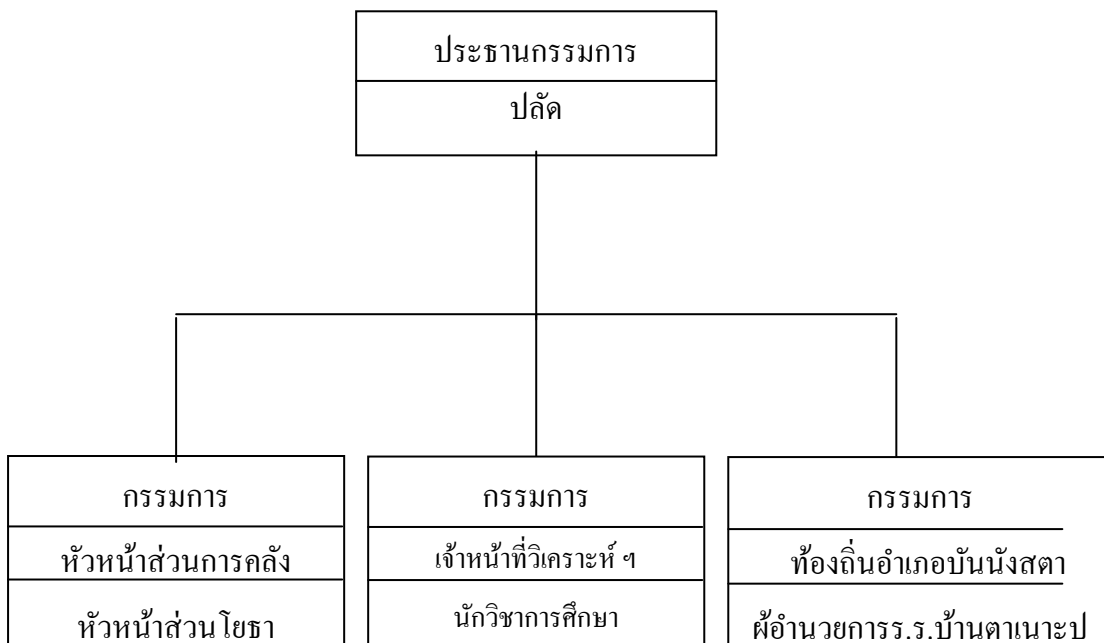 ประธานกรรมการ
ปลัด
กรรมการ
หัวหน้าส่วนการคลัง
หัวหน้าส่วนโยธา
กรรมการ
เจ้าหน้าที่วิเคราะห์ ฯ
นักวิชาการศึกษา
กรรมการ
ท้องถิ่นอำเภอบันนังสตา
ผู้อำนวยการร.ร.บ้านตาเนาะป